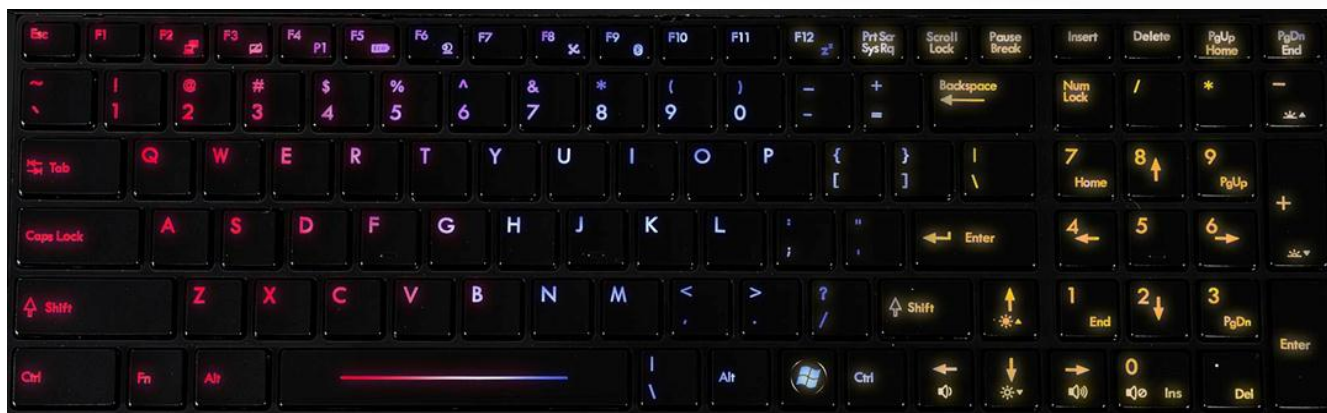 Esc F1 F2 F3 F4 P1 F5 F6 F7 F8 F9 F10 F11 F12 zᶻ Prt Scr Sys Rq Scroll Lock Pause Break Insert Delete PgUp Home PgDn End
~ ` ! 1 @ 2 # 3 $ 4 % 5 ^ 6 & 7 * 8 ( 9 ) 0 - - + = Backspace Num Lock / * -
Tab Q W E R T Y U I O P { [ } ] | \ 7 Home 8 9 PgUp +
Caps Lock A S D F G H J K L : ; " ' Enter 4 5 6
Shift Z X C V B N M < , > . ? / Shift 1 End 2 3 PgDn Enter
Ctrl Fn Alt | \ Alt Ctrl 0 Ins . Del